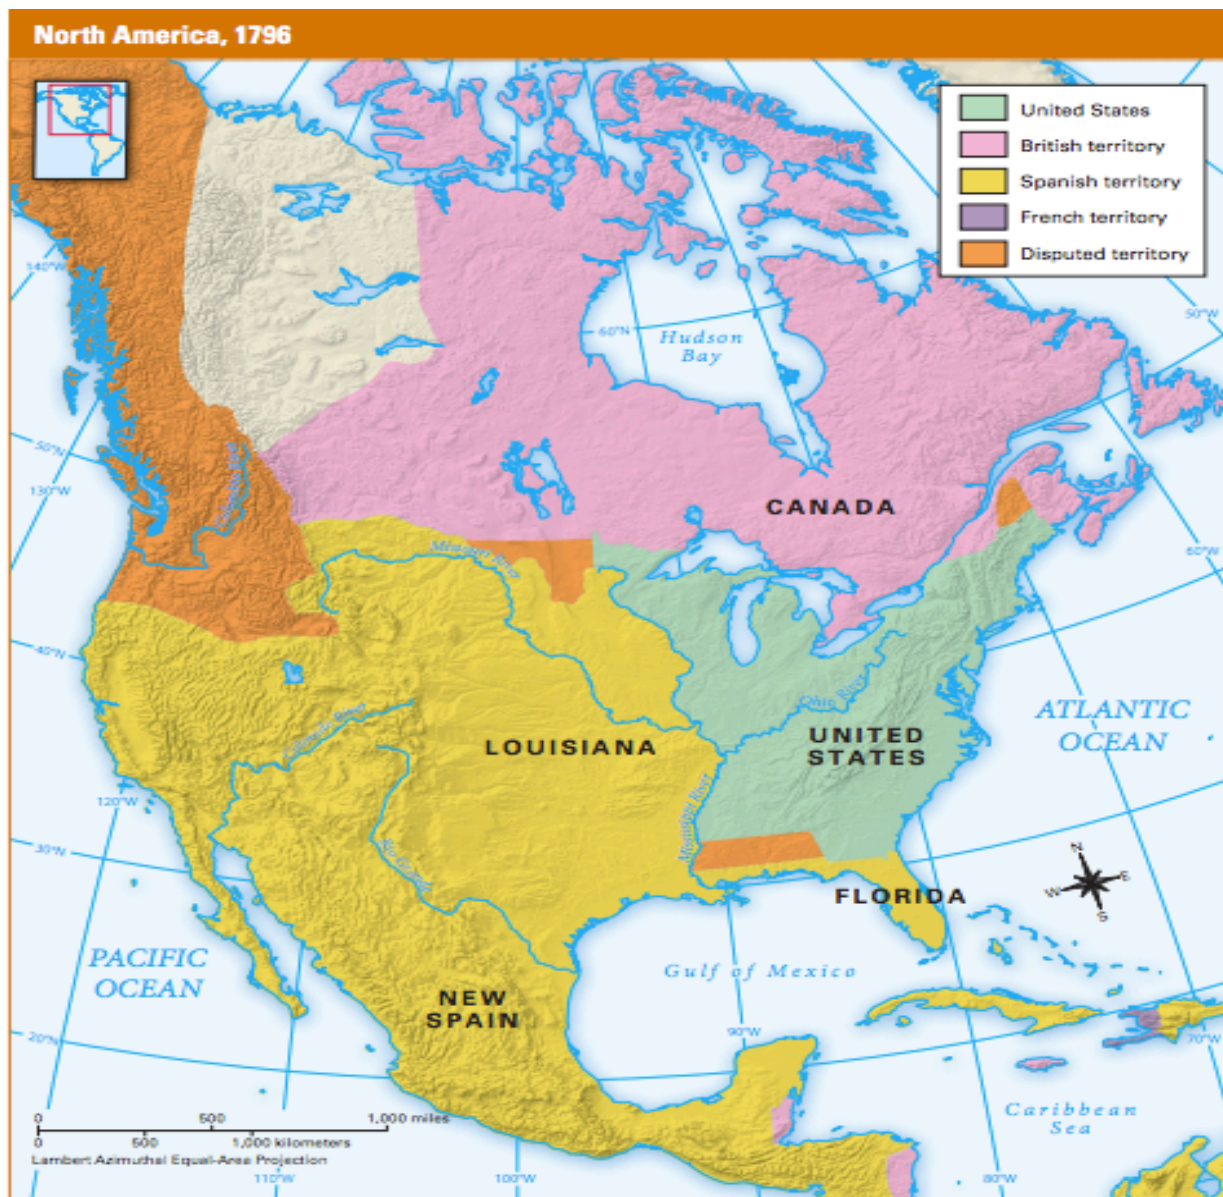 North America, 1796
United States
British territory
Spanish territory
French territory
Disputed territory
140°W
50°W
60°N
Hudson
Bay
50°N
Columbia River
130°W
CANADA
Missouri River
60°W
40°N
Ohio River
ATLANTIC
OCEAN
Colorado River
LOUISIANA
UNITED
STATES
120°W
Mississippi River
30°N
Rio Grande
N
W
E
S
FLORIDA
PACIFIC
OCEAN
Gulf of Mexico
NEW
SPAIN
90°W
20°N
70°W
0 500 1,000 miles
0 500 1,000 kilometers
Caribbean
Sea
Lambert Azimuthal Equal-Area Projection
110°W
100°W
80°W